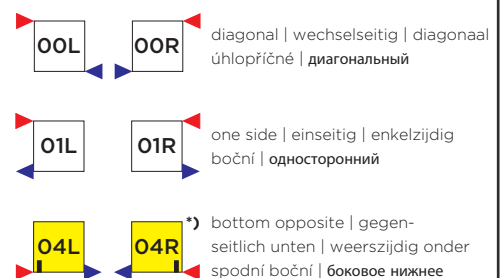 00L 00R diagonal | wechselseitig | diagonaal
úhlopříčné | диагональный
01L 01R one side | einseitig | enkelzijdig
boční | односторонний
04L 04R *) bottom opposite | gegen-
seitlich unten | weerszijdig onder
spodní boční | боковое нижнее